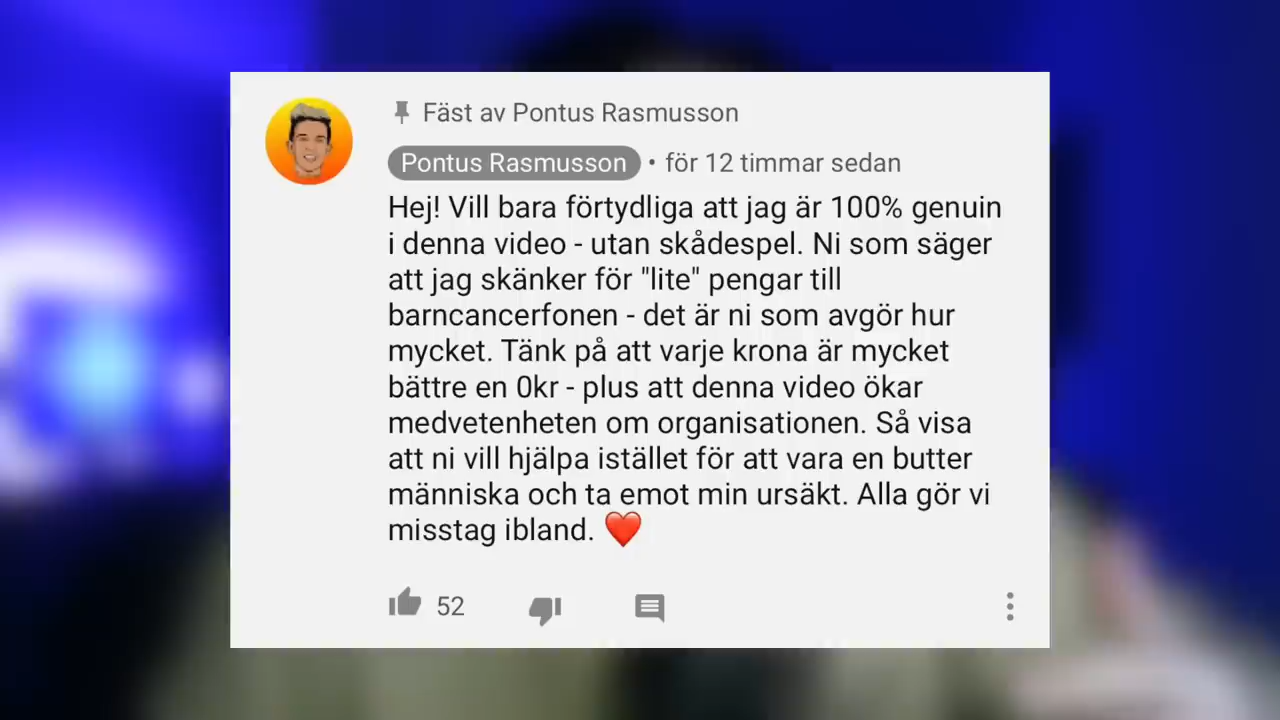 Fäst av Pontus Rasmusson
Pontus Rasmusson • för 12 timmar sedan
Hej! Vill bara förtydliga att jag är 100% genuin
i denna video - utan skådespel. Ni som säger
att jag skänker för "lite" pengar till
barncancerfonen - det är ni som avgör hur
mycket. Tänk på att varje krona är mycket
bättre en 0kr - plus att denna video ökar
medvetenheten om organisationen. Så visa
att ni vill hjälpa istället för att vara en butter
människa och ta emot min ursäkt. Alla gör vi
misstag ibland. ❤️
52